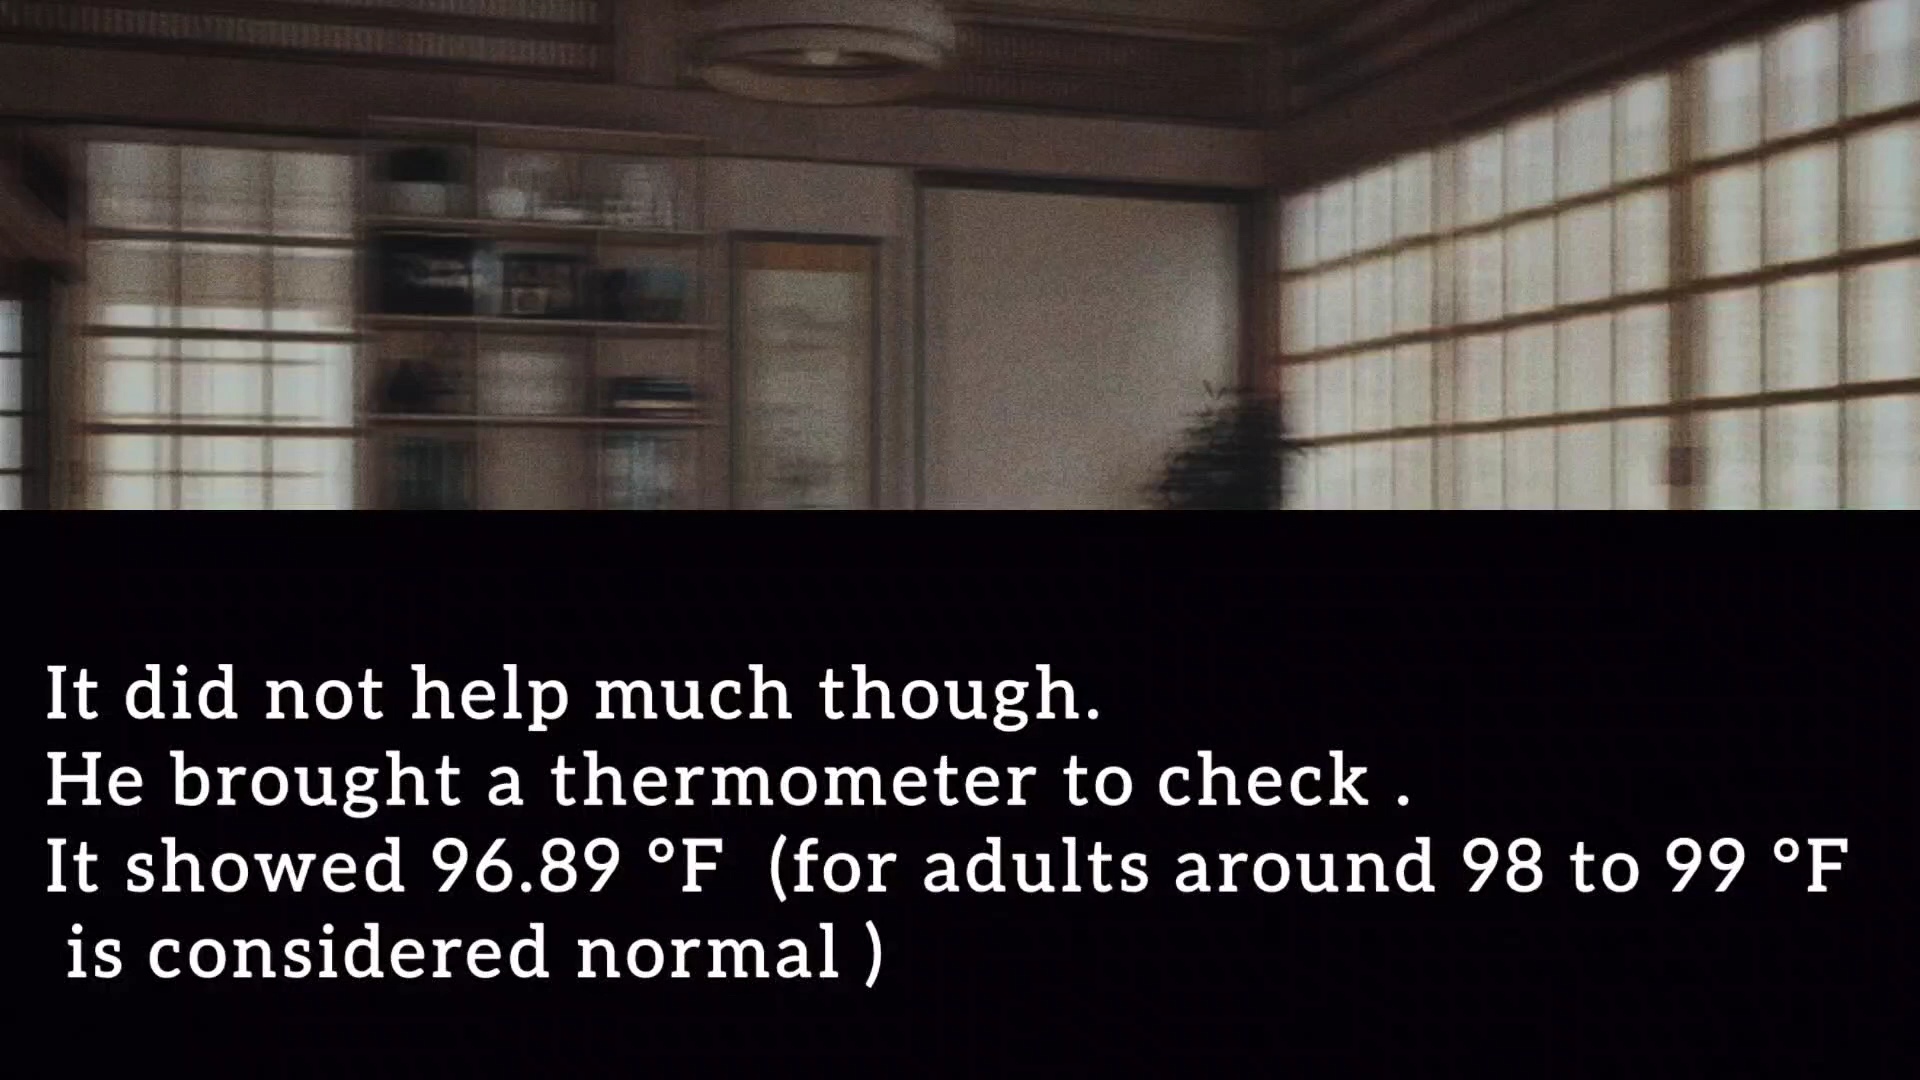 It did not help much though.
He brought a thermometer to check .
It showed 96.89 °F  (for adults around 98 to 99 °F
is considered normal )